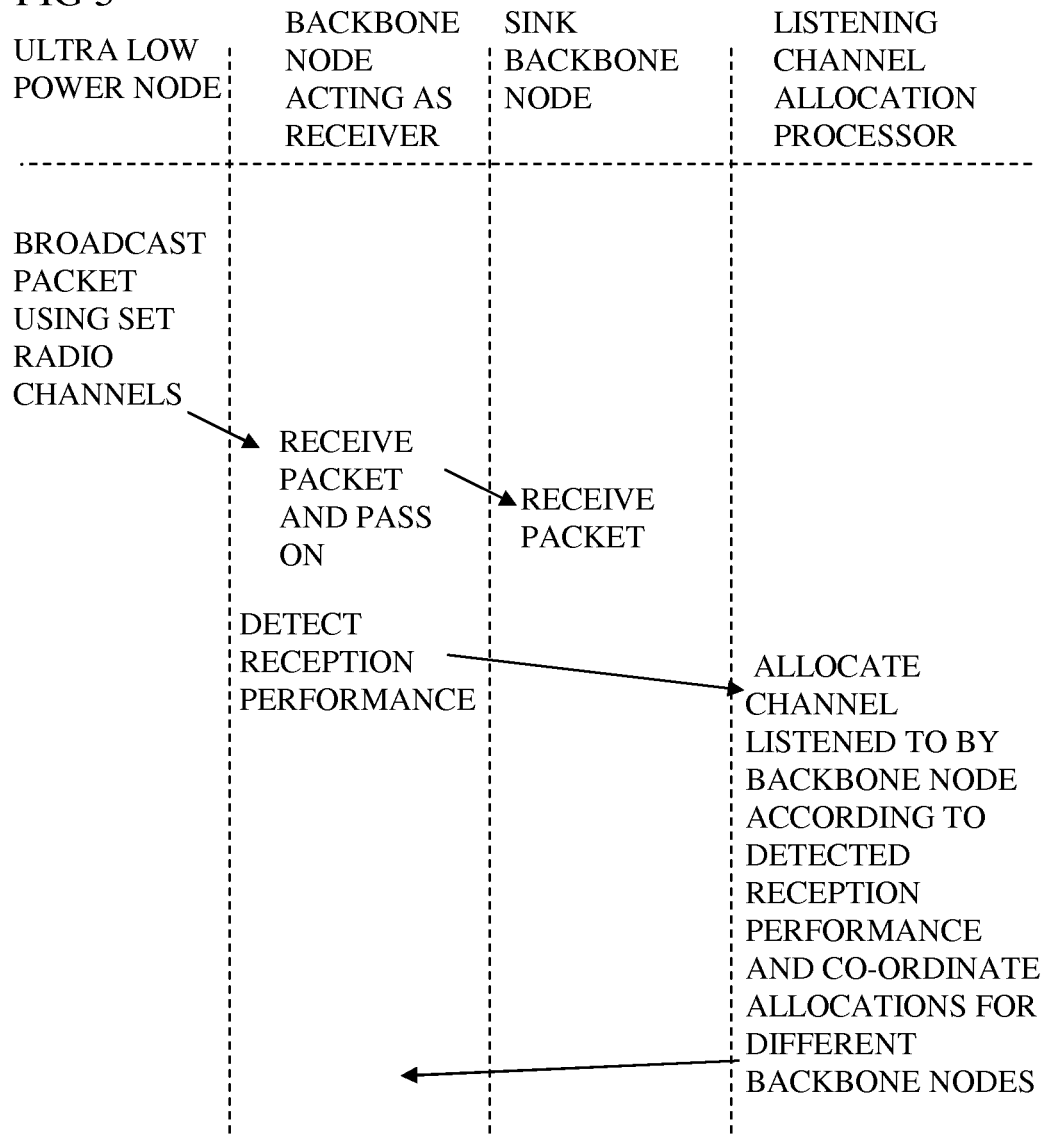 ULTRA LOW
POWER NODE
BACKBONE
NODE
ACTING AS
RECEIVER
SINK
BACKBONE
NODE
LISTENING
CHANNEL
ALLOCATION
PROCESSOR
BROADCAST
PACKET
USING SET
RADIO
CHANNELS
RECEIVE
PACKET
AND PASS
ON
RECEIVE
PACKET
DETECT
RECEPTION
PERFORMANCE
ALLOCATE
CHANNEL
LISTENED TO BY
BACKBONE NODE
ACCORDING TO
DETECTED
RECEPTION
PERFORMANCE
AND CO-ORDINATE
ALLOCATIONS FOR
DIFFERENT
BACKBONE NODES